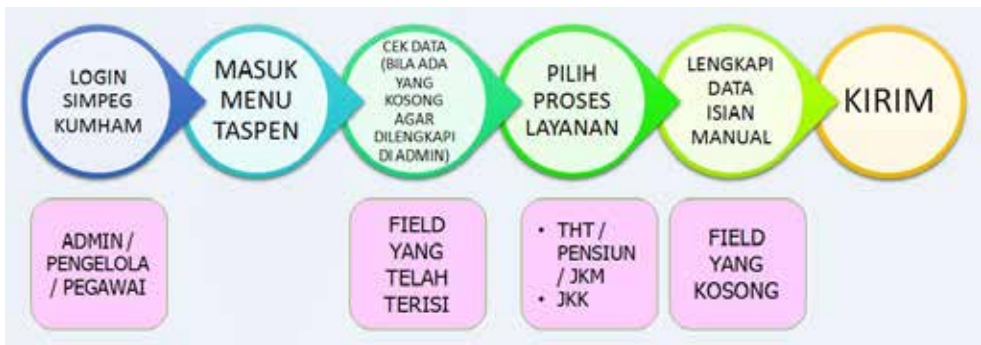 LOGIN
SIMPEG
KUMHAM
MASUK
MENU
TASPEN
CEK DATA
(BILA ADA
YANG
KOSONG
AGAR
DILENGKAPI
DI ADMIN)
PILIH
PROSES
LAYANAN
LENGKAPI
DATA
ISIAN
MANUAL
KIRIM
ADMIN /
PENGELOLA
/ PEGAWAI
FIELD
YANG
TELAH
TERISI
• THT /
PENSIUN
/ JKM
• JKK
FIELD
YANG
KOSONG